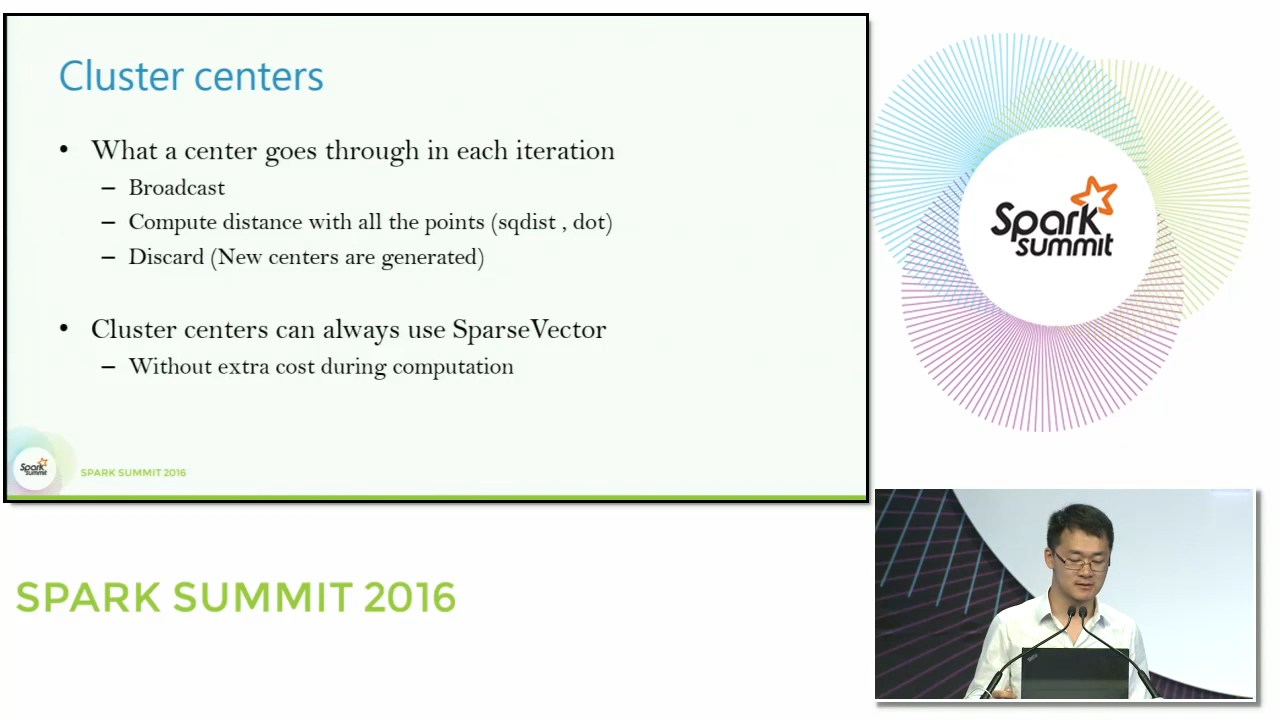 Cluster centers
• What a center goes through in each iteration
– Broadcast
– Compute distance with all the points (sqdist , dot)
– Discard (New centers are generated)
• Cluster centers can always use SparseVector
– Without extra cost during computation
Spark
summit
SPARK SUMMIT 2016
Spark
summit
SPARK SUMMIT 2016